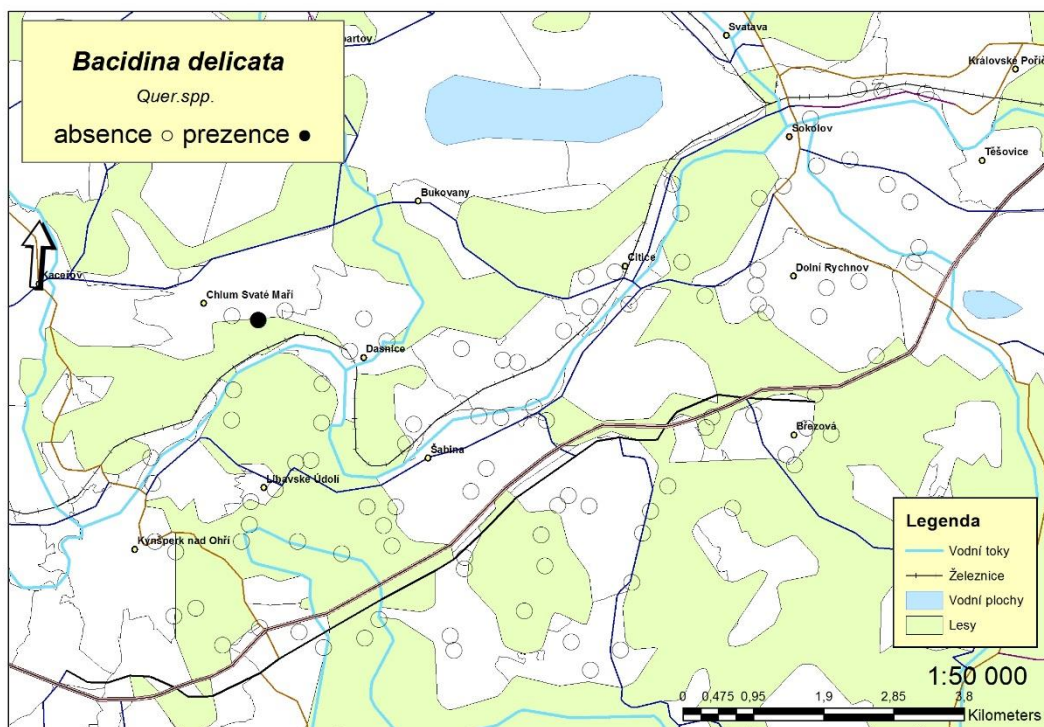 Bacidina delicata
Quer.spp.
absence ○ prezence ●
Svatava
Královské Poříč
Sokolov
Těšovice
Bukovany
Kaceřov
Citice
Dolní Rychnov
Chlum Svaté Maří
Dasnice
Březová
Šabina
Libavské Údolí
Kynšperk nad Ohří
Legenda
Vodní toky
Železnice
Vodní plochy
Lesy
1:50 000
0 0,475 0,95 1,9 2,85 3,8
Kilometers